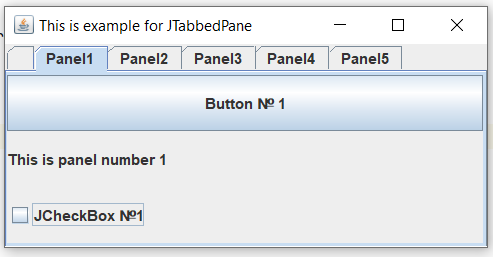 This is example for JTabbedPane
Panel1 Panel2 Panel3 Panel4 Panel5
Button № 1
This is panel number 1
JCheckBox №1